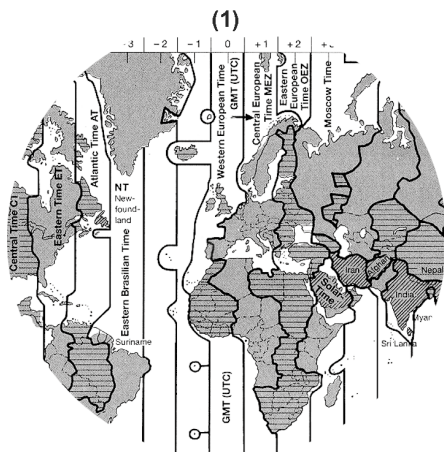 (1)
-3
-2
-1
0
+1
+2
Central Time CT
Eastern Time ET
Atlantic Time AT
NT
New-
found-
land
Eastern Brasilian Time
Suriname
Western European Time
GMT (UTC)
Central European
Time MEZ
Eastern
European
Time OEZ
Moscow Time
GMT (UTC)
Solar-
Time
Iran
Nepal
India
Myan
Sri Lanka